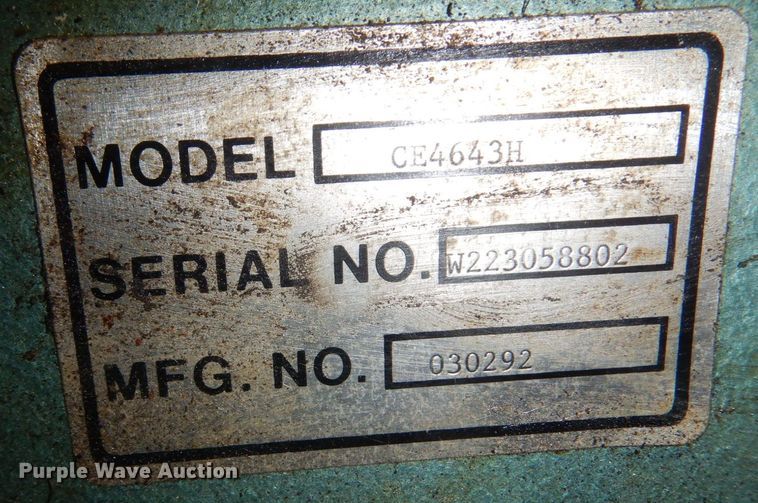 MODEL CE4643H
SERIAL NO. W223058802
MFG. NO. 030292
Purple Wave Auction